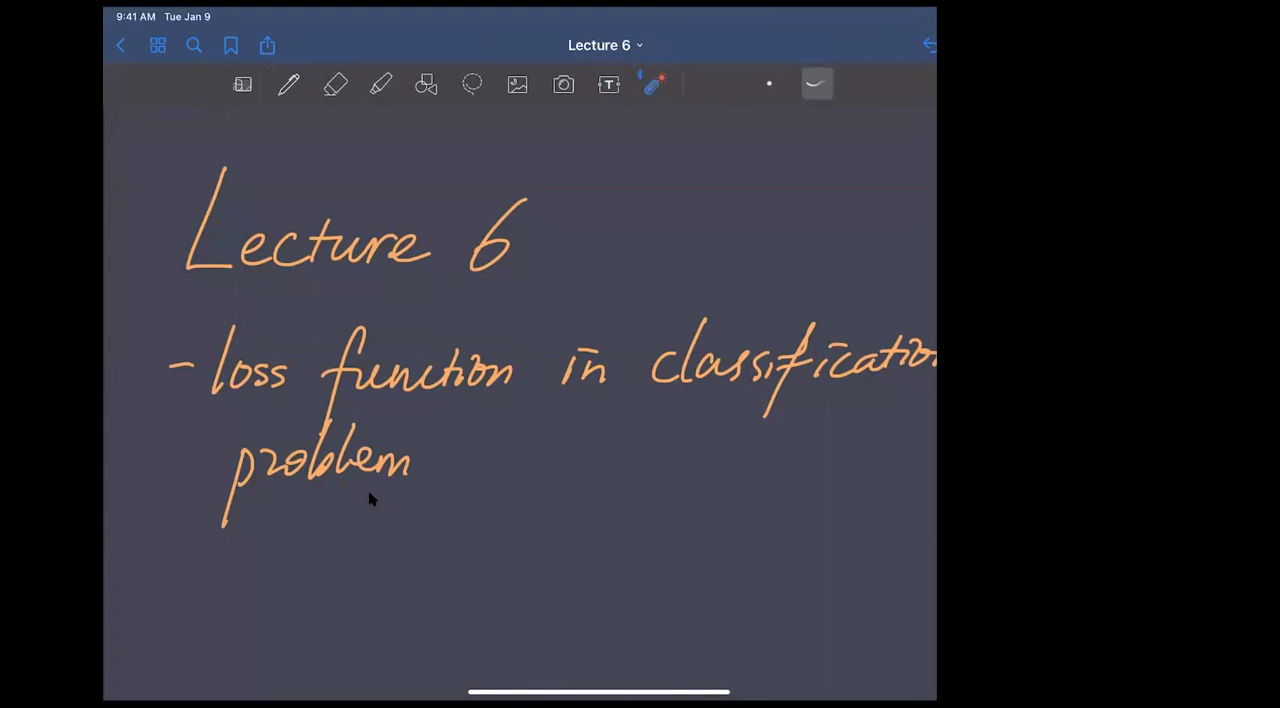 9:41 AM Tue Jan 9
Lecture 6
T
Lecture 6
- loss function in classification
problem